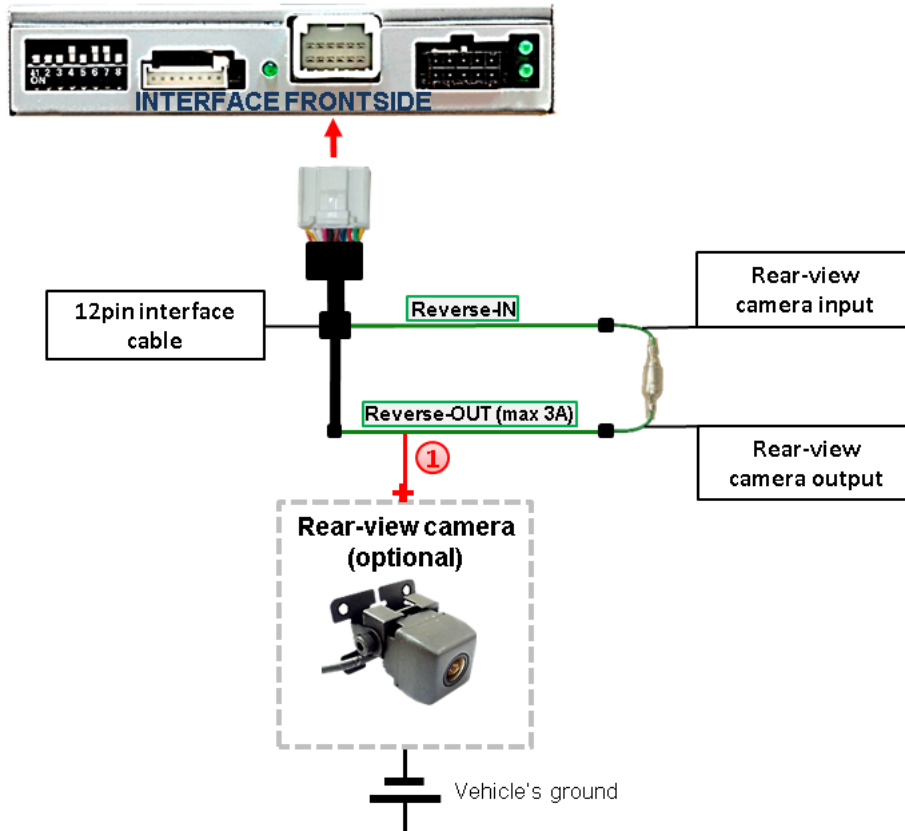 1 2 3 4 5 6 7 8
ON
INTERFACE FRONTSIDE
12pin interface
cable
Reverse-IN
Rear-view
camera input
Reverse-OUT (max 3A)
Rear-view
camera output
1
Rear-view camera
(optional)
Vehicle's ground